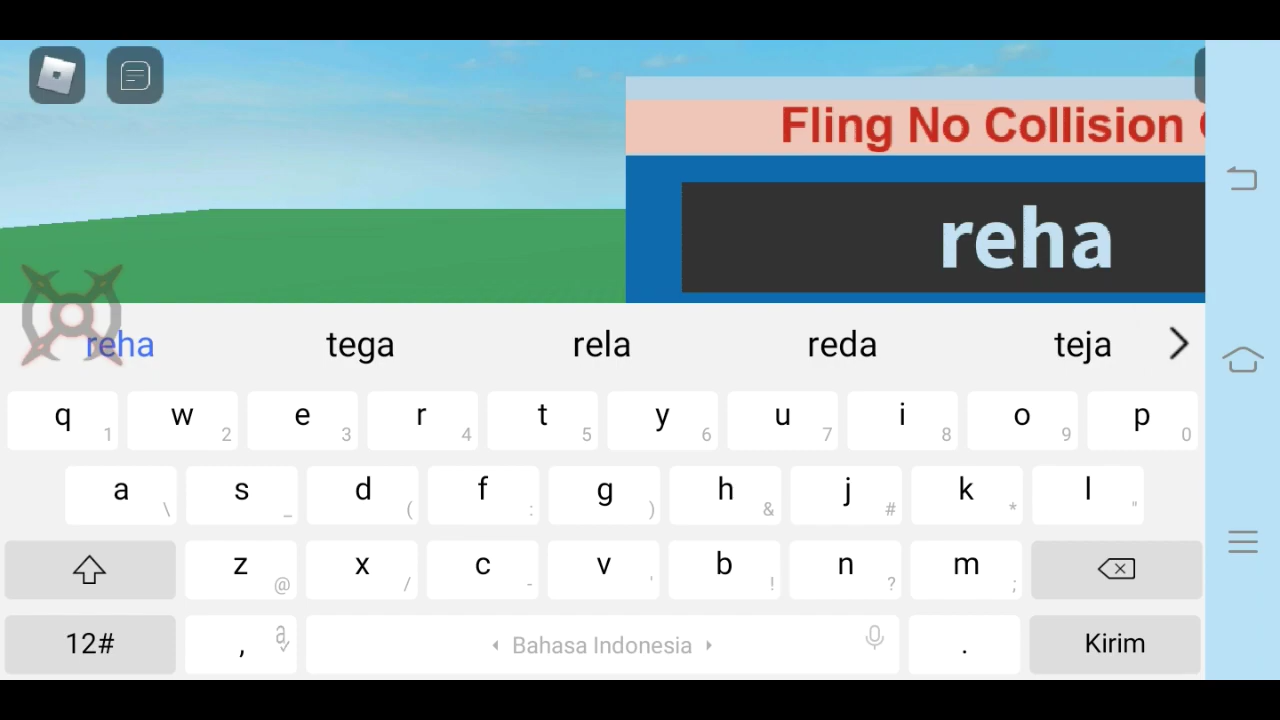 Fling No Collision
reha
reha tega rela reda teja
q 1 w 2 e 3 r 4 t 5 y 6 u 7 i 8 o 9 p 0
a \ s _ d ( f : g ) h & j # k * l "
z @ x / c - v ' b ! n ? m ;
12# , a Bahasa Indonesia . Kirim